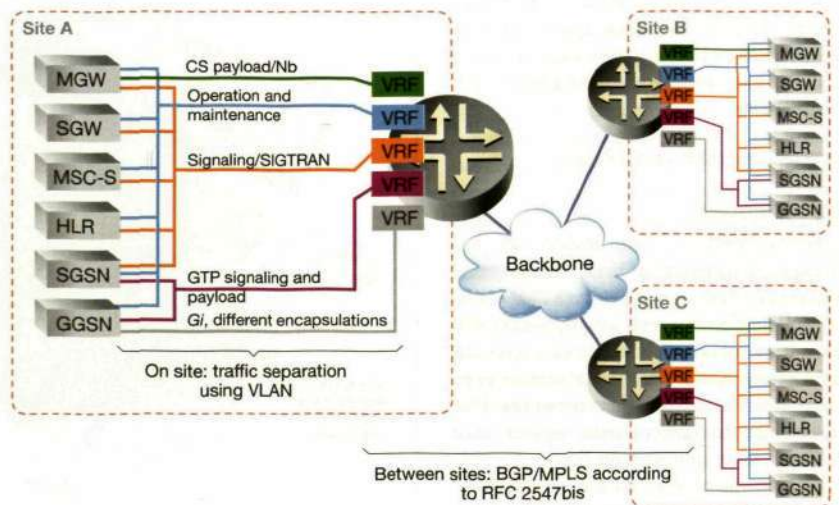 Site A
MGW
SGW
MSC-S
HLR
SGSN
GGSN
CS payload/Nb
Operation and
maintenance
Signaling/SIGTRAN
GTP signaling and
payload
Gi, different encapsulations
VRF
VRF
VRF
VRF
VRF
On site: traffic separation
using VLAN
Backbone
Between sites: BGP/MPLS according
to RFC 2547bis
Site B
VRF
VRF
VRF
VRF
VRF
MGW
SGW
MSC-S
HLR
SGSN
GGSN
Site C
VRF
VRF
VRF
VRF
VRF
MGW
SGW
MSC-S
HLR
SGSN
GGSN